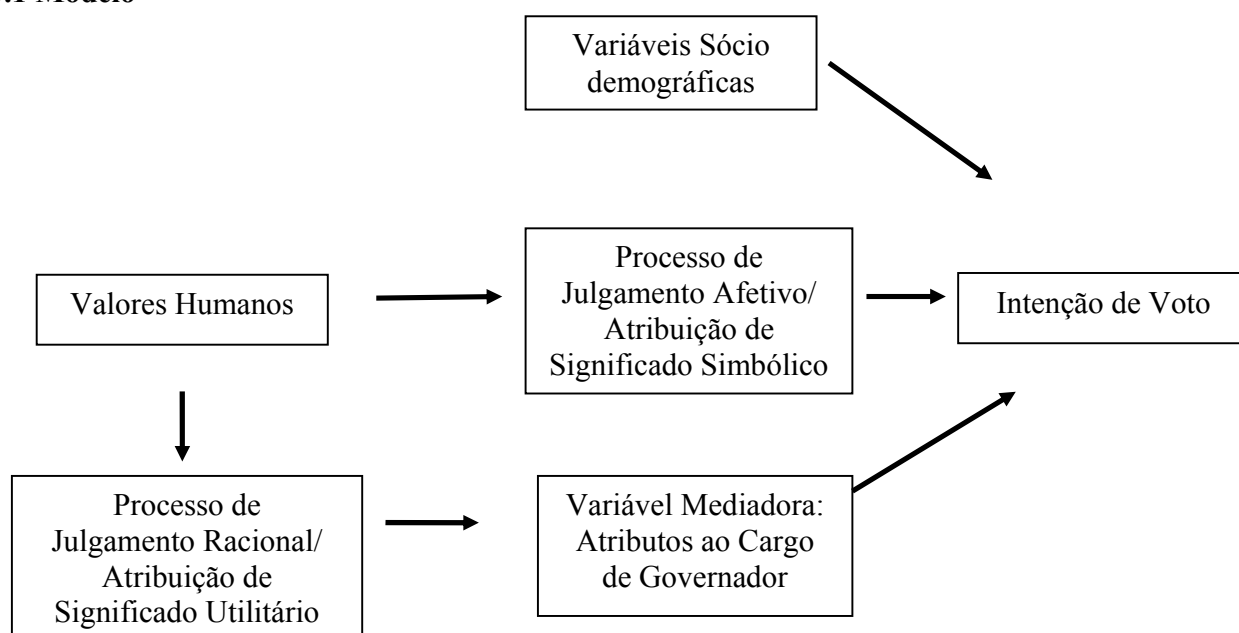 Modelo
Variáveis Sócio
demográficas
Processo de
Julgamento Afetivo/
Atribuição de
Significado Simbólico
Valores Humanos
Intenção de Voto
Processo de
Julgamento Racional/
Atribuição de
Significado Utilitário
Variável Mediadora:
Atributos ao Cargo
de Governador